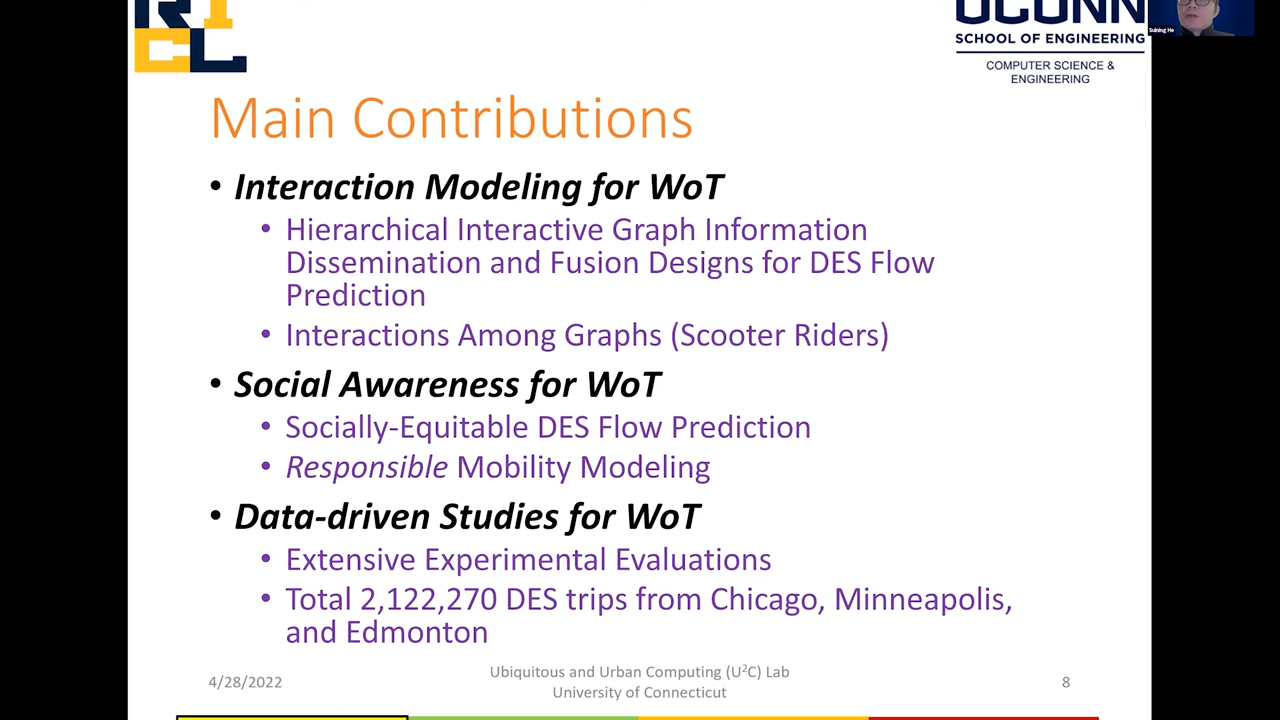 UCONN
SCHOOL OF ENGINEERING
COMPUTER SCIENCE &
ENGINEERING
Suining He
Main Contributions
• Interaction Modeling for WoT
• Hierarchical Interactive Graph Information
Dissemination and Fusion Designs for DES Flow
Prediction
• Interactions Among Graphs (Scooter Riders)
• Social Awareness for WoT
• Socially-Equitable DES Flow Prediction
• Responsible Mobility Modeling
• Data-driven Studies for WoT
• Extensive Experimental Evaluations
• Total 2,122,270 DES trips from Chicago, Minneapolis,
and Edmonton
4/28/2022
Ubiquitous and Urban Computing (U²C) Lab
University of Connecticut
8